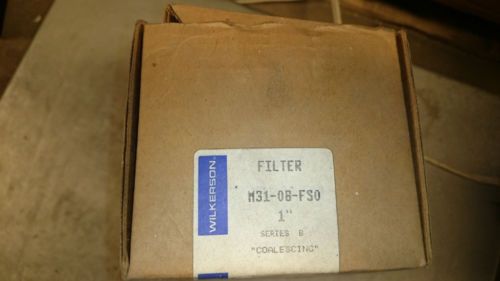 WILKERSON
FILTER
M31-08-FS0
1"
SERIES B
"COALESCING"